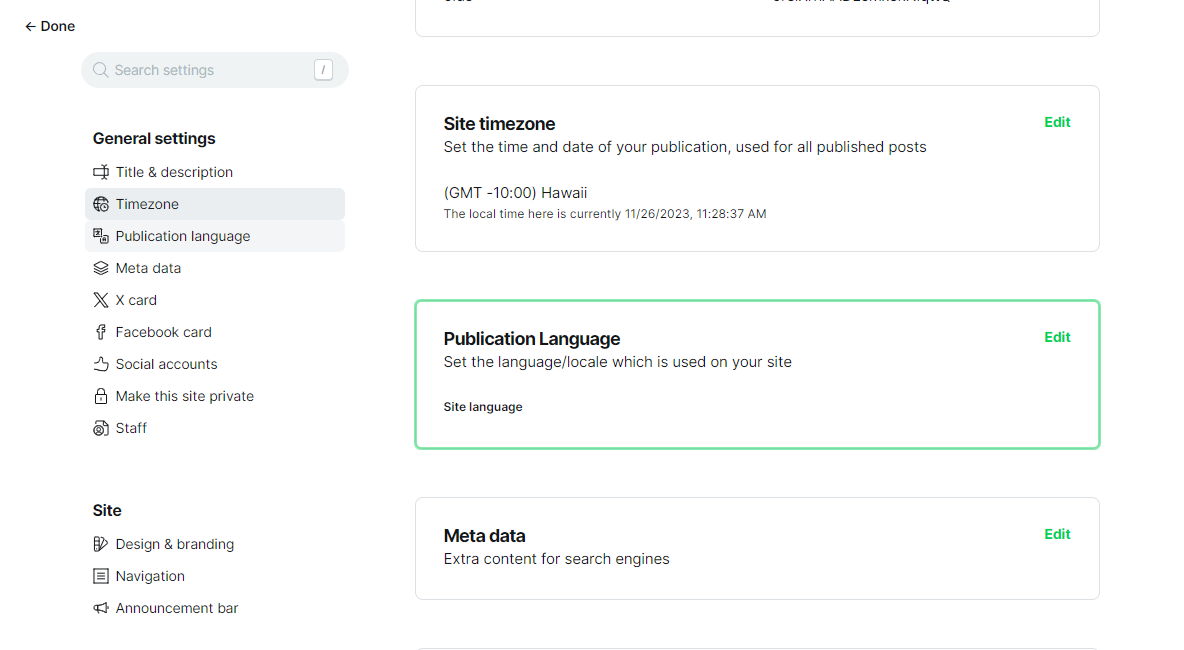 ← Done
Search settings /
General settings
Title & description
Timezone
Publication language
Meta data
X card
Facebook card
Social accounts
Make this site private
Staff
Site
Design & branding
Navigation
Announcement bar
Site timezone
Edit
Set the time and date of your publication, used for all published posts
(GMT -10:00) Hawaii
The local time here is currently 11/26/2023, 11:28:37 AM
Publication Language
Edit
Set the language/locale which is used on your site
Site language
Meta data
Edit
Extra content for search engines